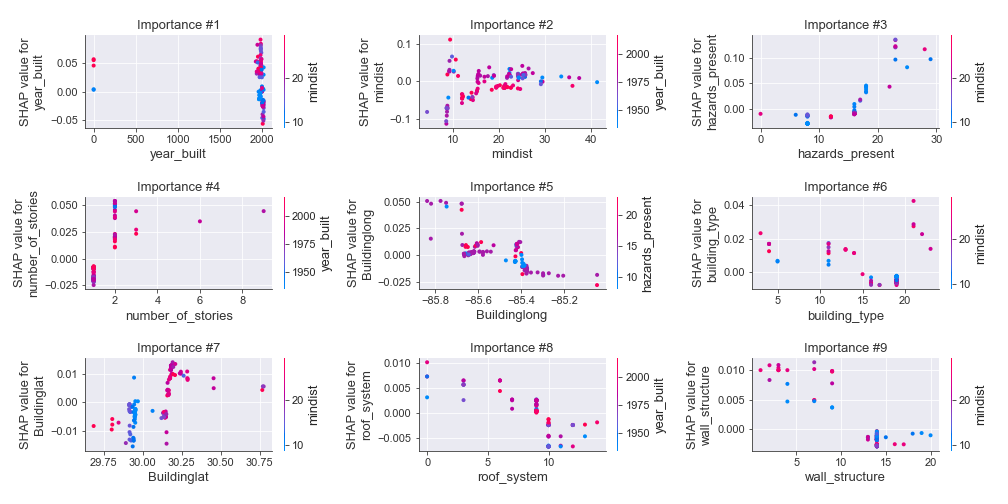 Importance #1
Importance #2
Importance #3
SHAP value for
year_built
0.05
0.00
−0.05
0
500
1000
1500
2000
year_built
20
10
mindist
SHAP value for
mindist
0.1
0.0
−0.1
10
20
30
40
mindist
2000
1975
1950
year_built
SHAP value for
hazards_present
0.10
0.05
0.00
0
10
20
30
hazards_present
20
10
mindist
Importance #4
Importance #5
Importance #6
SHAP value for
number_of_stories
0.050
0.025
0.000
−0.025
2
4
6
8
number_of_stories
2000
1975
1950
year_built
SHAP value for
Buildinglong
0.050
0.025
0.000
−0.025
−85.8
−85.6
−85.4
−85.2
Buildinglong
20
15
10
hazards_present
SHAP value for
building_type
0.04
0.02
0.00
5
10
15
20
building_type
20
10
mindist
Importance #7
Importance #8
Importance #9
SHAP value for
Buildinglat
0.01
0.00
−0.01
29.75
30.00
30.25
30.50
30.75
Buildinglat
20
10
mindist
SHAP value for
roof_system
0.010
0.005
0.000
−0.005
0
5
10
roof_system
2000
1975
1950
year_built
SHAP value for
wall_structure
0.010
0.005
0.000
5
10
15
20
wall_structure
20
10
mindist